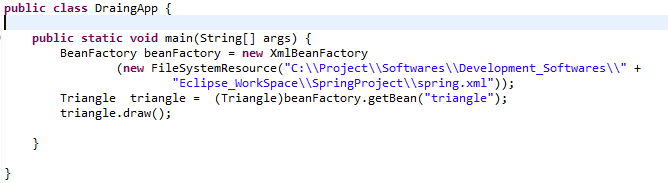 public class DraingApp {
public static void main(String[] args) {
BeanFactory beanFactory = new XmlBeanFactory
(new FileSystemResource("C:\\Project\\Softwares\\Development_Softwares\\" +
"Eclipse_WorkSpace\\SpringProject\\spring.xml"));
Triangle  triangle =  (Triangle)beanFactory.getBean("triangle");
triangle.draw();
}
}